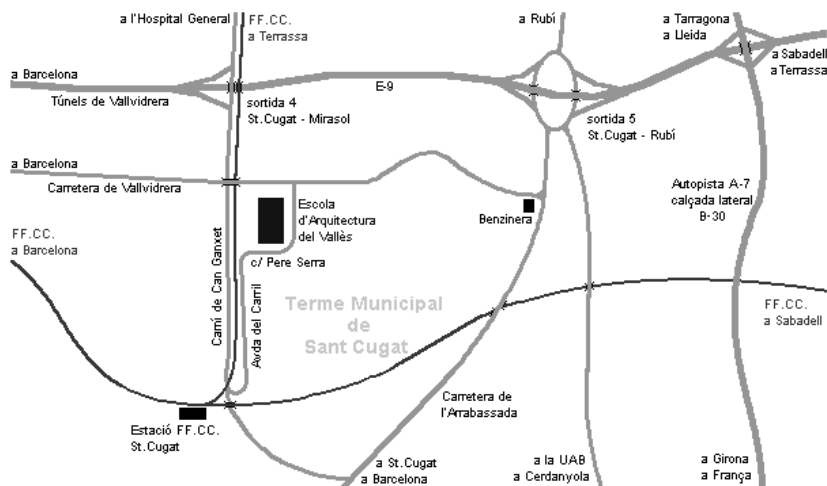 a l'Hospital General
FF.CC.
a Terrassa
a Rubí
a Tarragona
a Lleida
a Sabadell
a Terrassa
a Barcelona
Túnels de Vallvidrera
E-9
sortida 4
St.Cugat - Mirasol
sortida 5
St.Cugat - Rubí
a Barcelona
Carretera de Vallvidrera
Escola
d'Arquitectura
del Vallès
Benzinera
Autopista A-7
calçada lateral
B-30
FF.CC.
a Barcelona
c/ Pere Serra
Camí de Can Ganxet
Avda del Carril
Terme Municipal
de
Sant Cugat
FF.CC.
a Sabadell
Carretera de
l'Arrabassada
Estació FF.CC.
St.Cugat
a St.Cugat
a Barcelona
a la UAB
a Cerdanyola
a Girona
a França